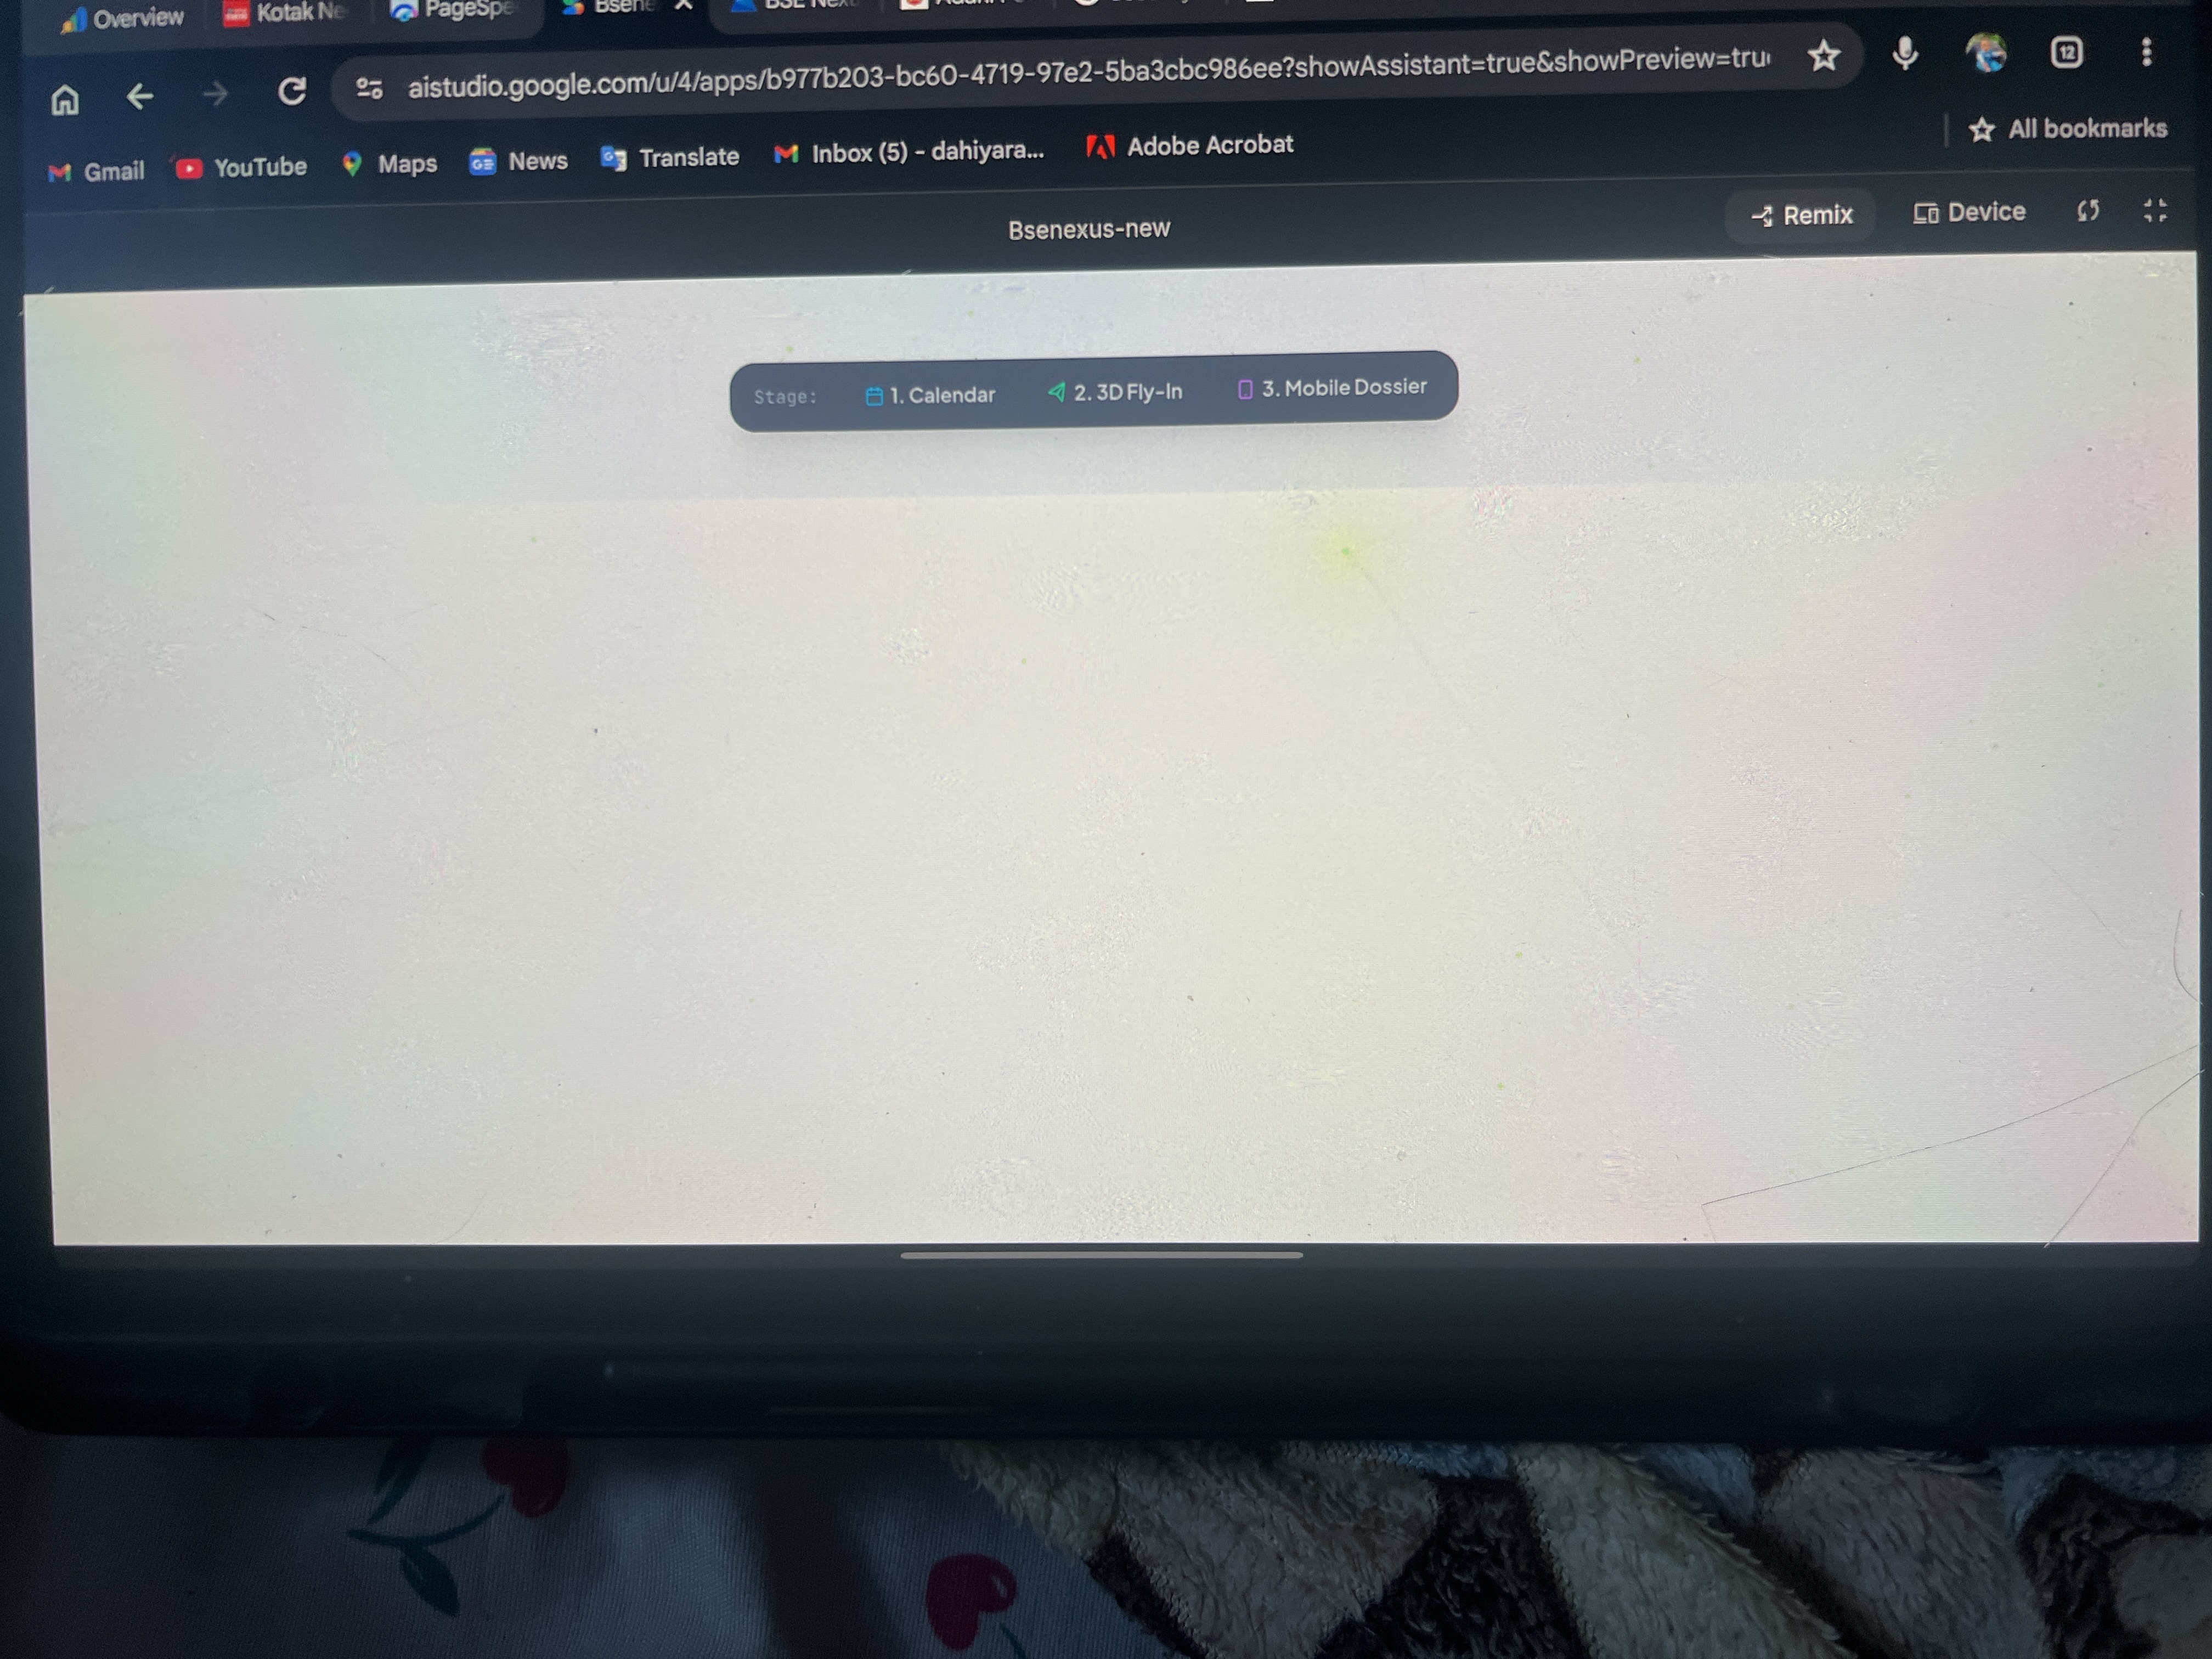 Overview
Kotak Ne
PageSpe
Bsene
aistudio.google.com/u/4/apps/b977b203-bc60-4719-97e2-5ba3cbc986ee?showAssistant=true&showPreview=tru
12
Gmail YouTube Maps News Translate Inbox (5) - dahiyara... Adobe Acrobat All bookmarks
Bsenexus-new Remix Device
Stage: 1. Calendar 2. 3D Fly-In 3. Mobile Dossier